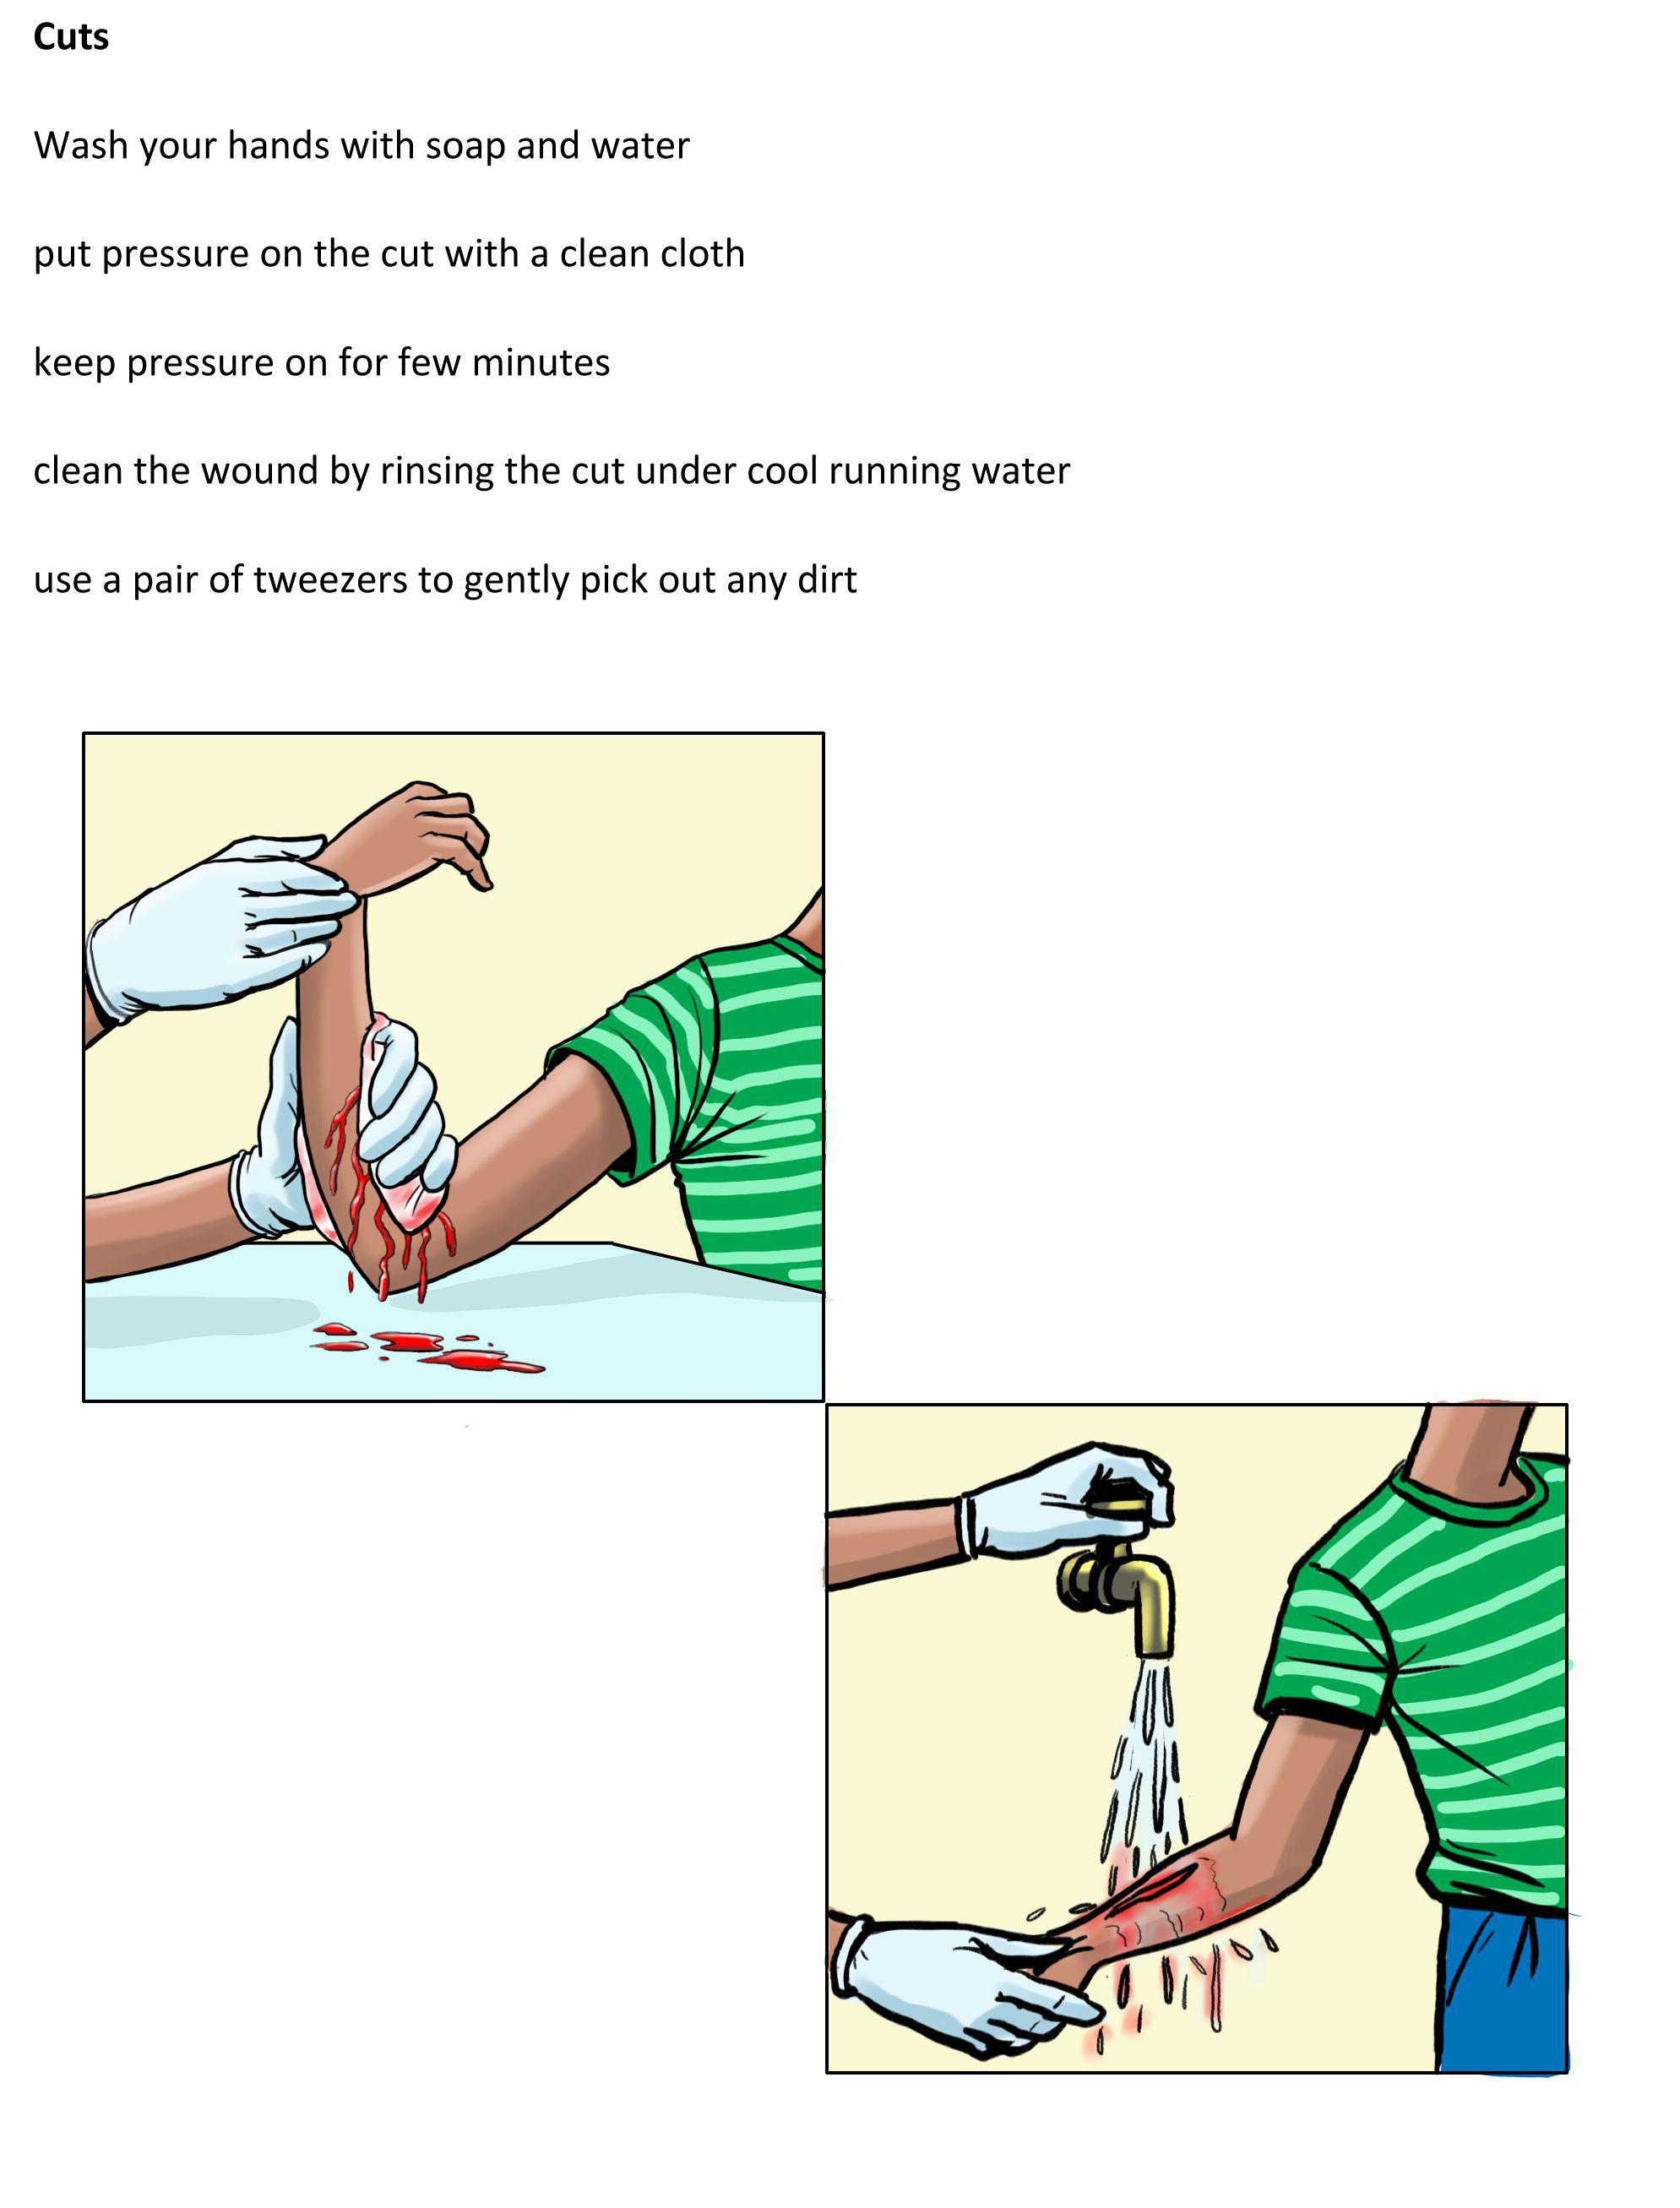 Cuts
Wash your hands with soap and water
put pressure on the cut with a clean cloth
keep pressure on for few minutes
clean the wound by rinsing the cut under cool running water
use a pair of tweezers to gently pick out any dirt